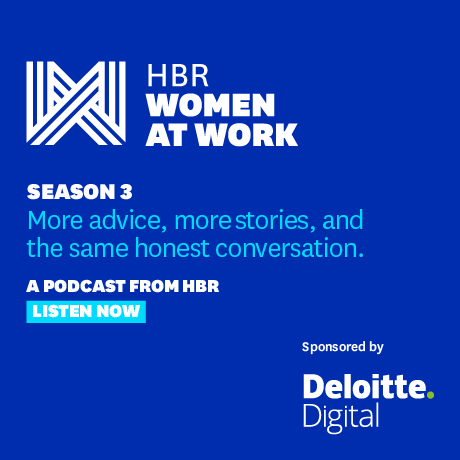 HBR
WOMEN
AT WORK
SEASON 3
More advice, more stories, and
the same honest conversation.
A PODCAST FROM HBR
LISTEN NOW
Sponsored by
Deloitte.
Digital